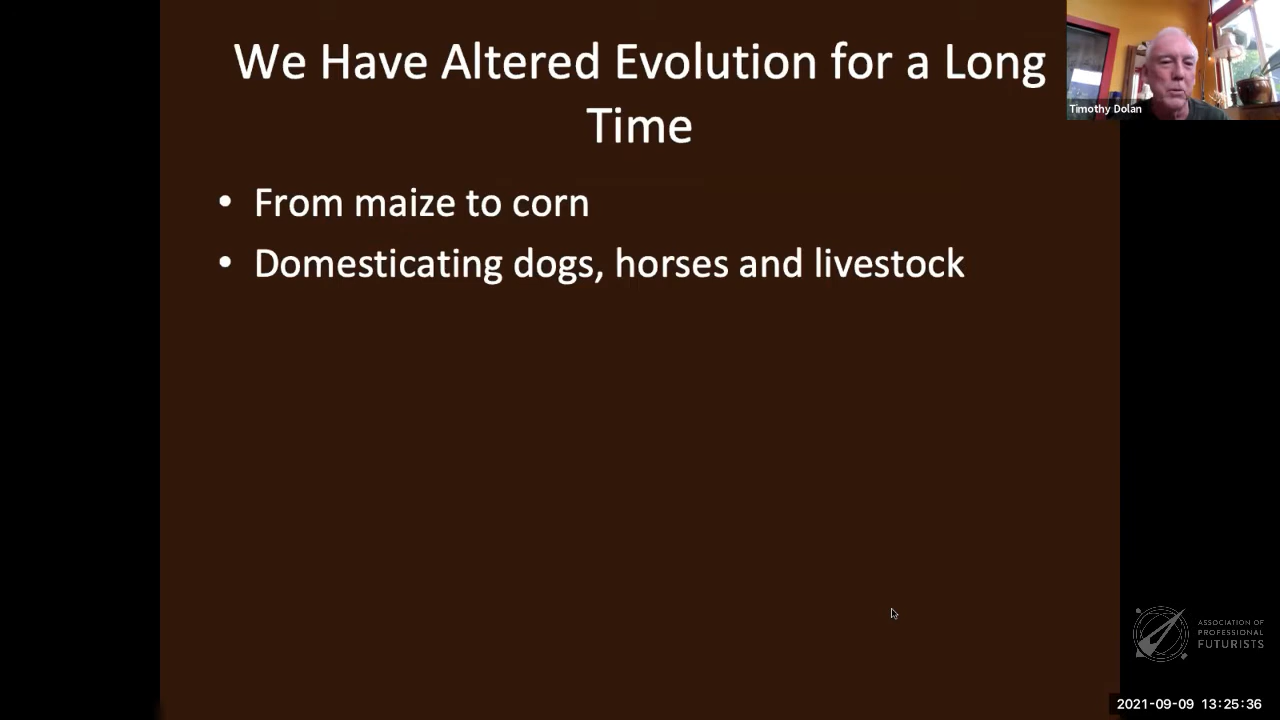 We Have Altered Evolution for a Long
Time
• From maize to corn
• Domesticating dogs, horses and livestock
Timothy Dolan
ASSOCIATION OF
PROFESSIONAL
FUTURISTS
2021-09-09 13:25:36